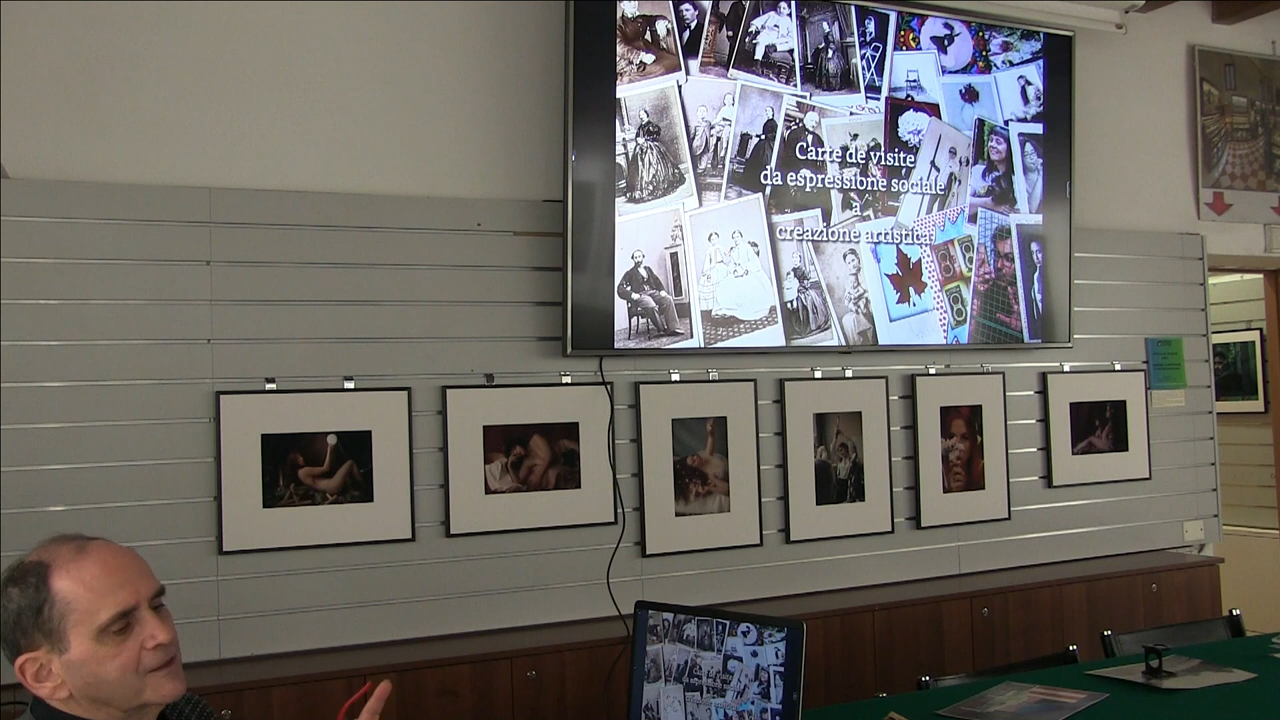 Carte de visite
da espressione sociale
a
creazione artistica